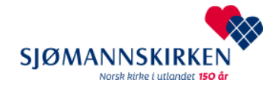 SJØMANNSKIRKEN
Norsk kirke i utlandet 150 år